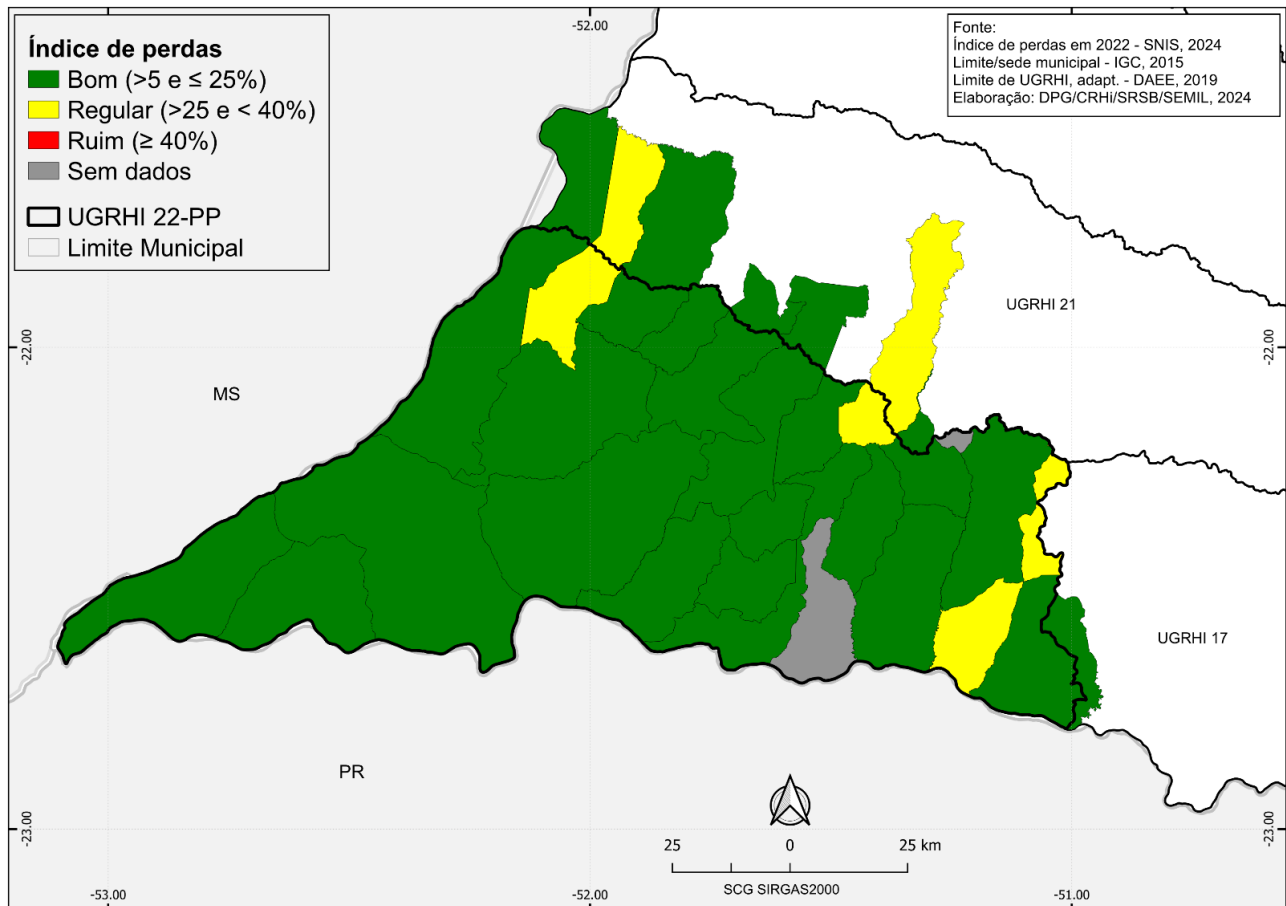 -52.00
Índice de perdas
Bom (>5 e ≤ 25%)
Regular (>25 e < 40%)
Ruim (≥ 40%)
Sem dados
UGRHI 22-PP
Limite Municipal
Fonte:
Índice de perdas em 2022 - SNIS, 2024
Limite/sede municipal - IGC, 2015
Limite de UGRHI, adapt. - DAEE, 2019
Elaboração: DPG/CRHi/SRSB/SEMIL, 2024
UGRHI 21
-22.00
-22.00
MS
UGRHI 17
PR
-23.00
-23.00
25
0
25 km
SCG SIRGAS2000
-53.00
-52.00
-51.00